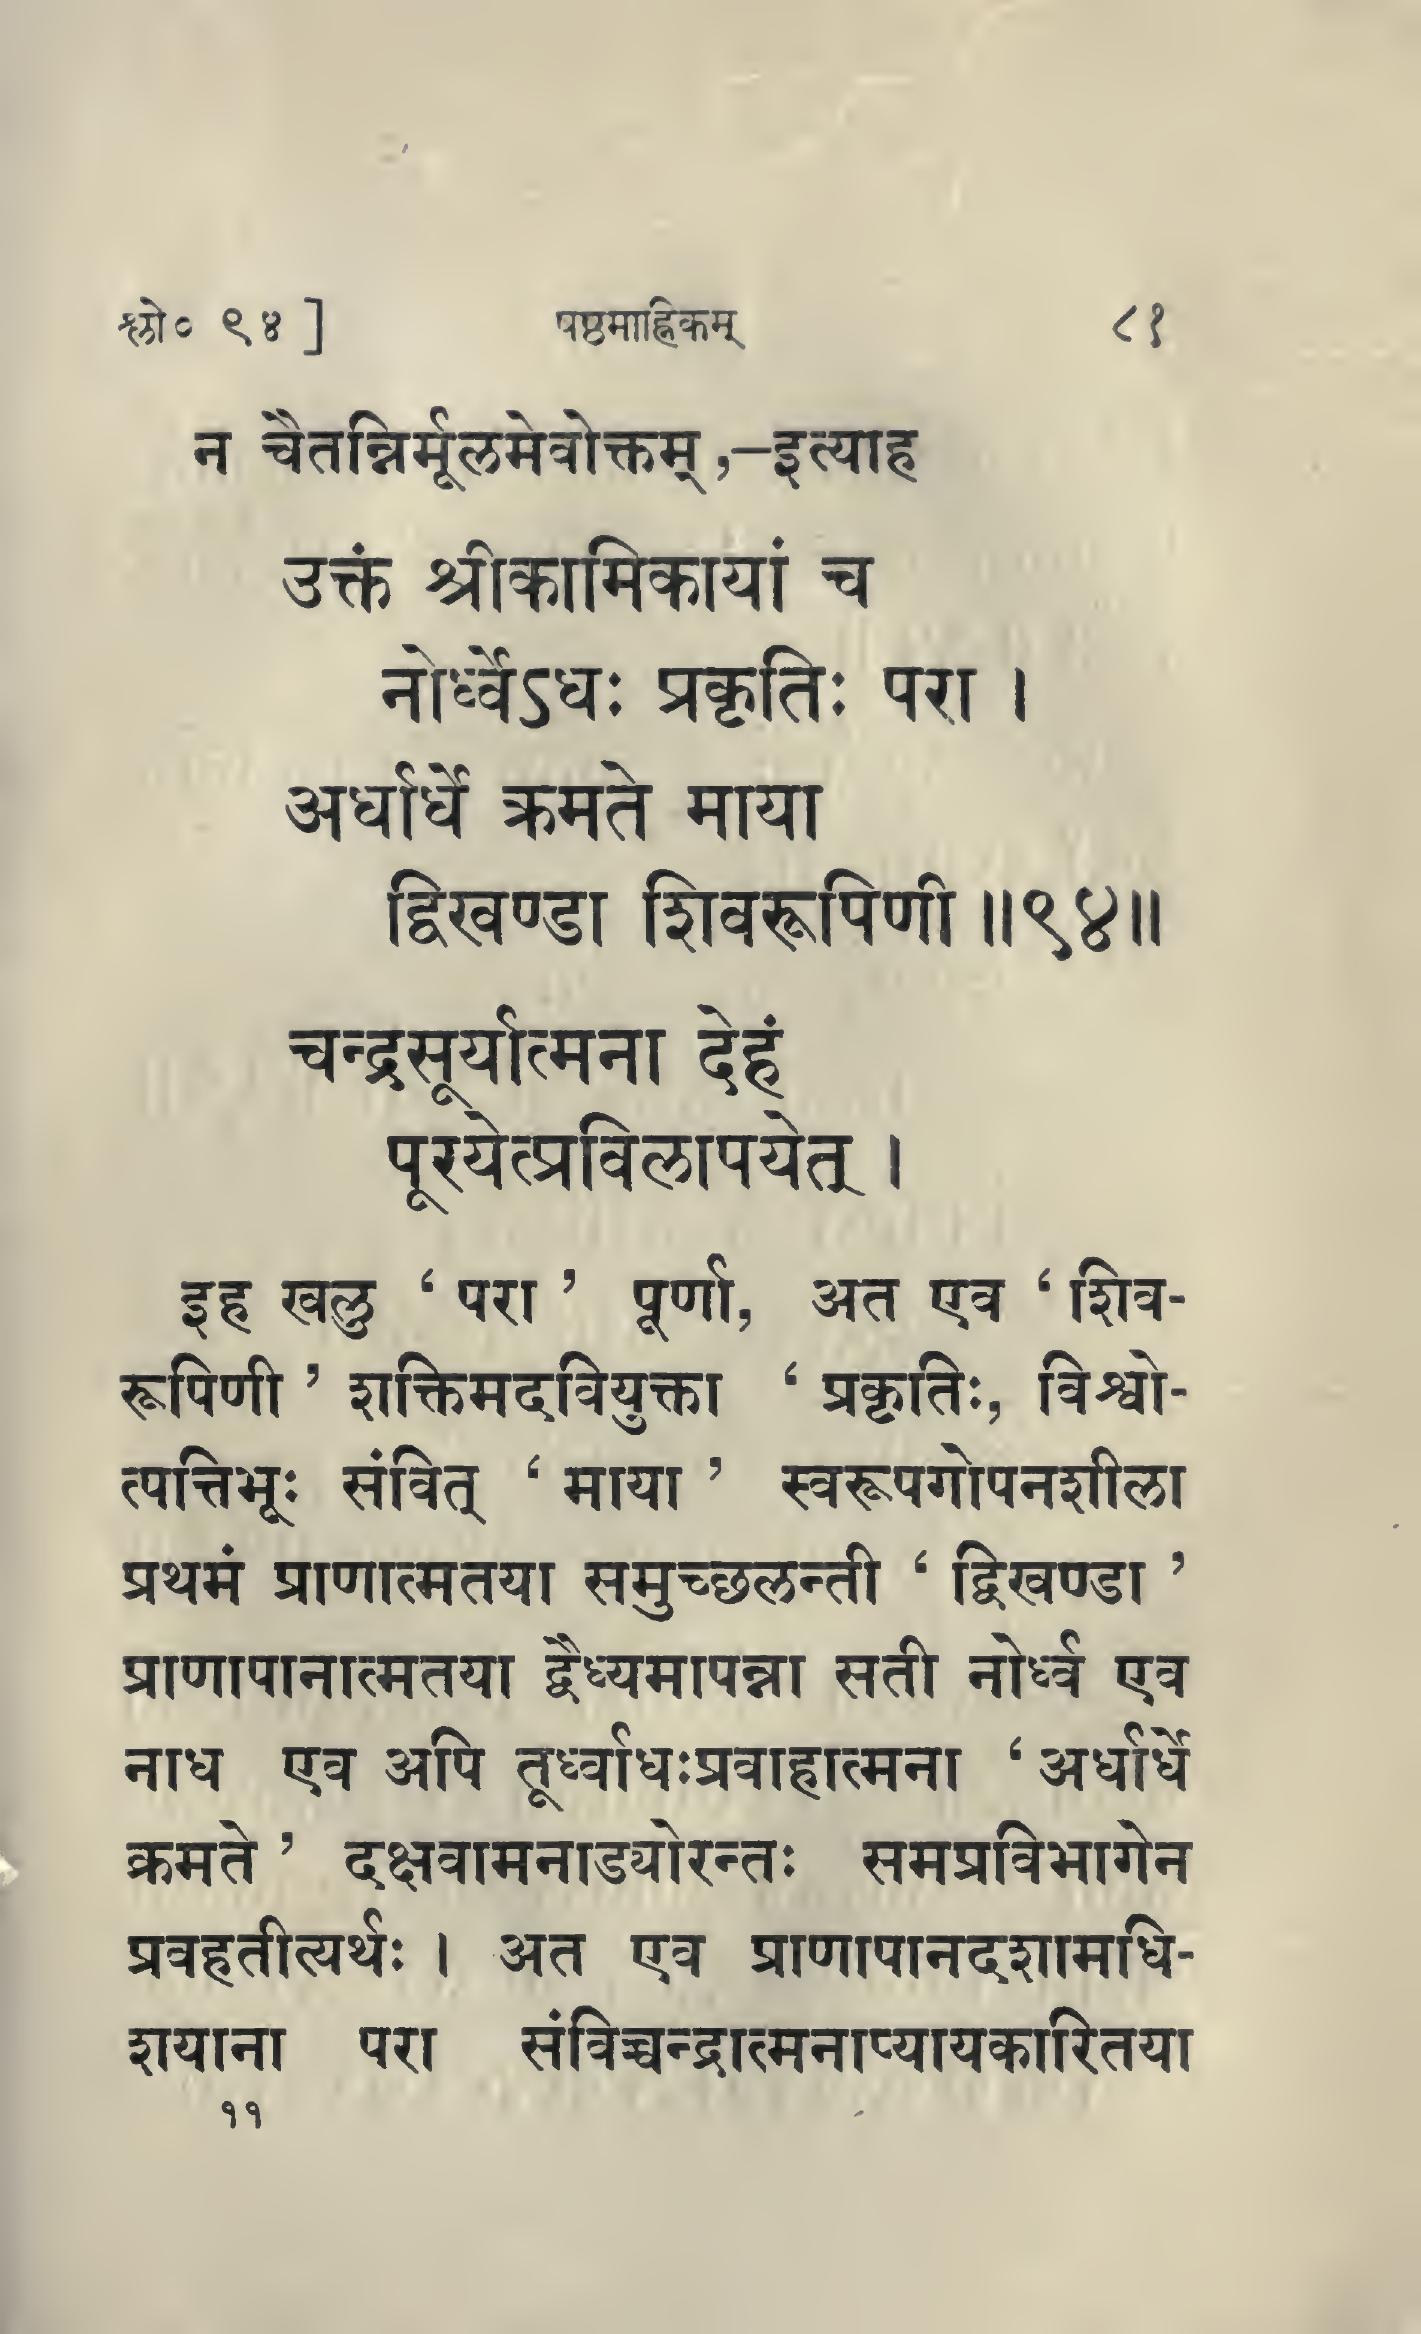 श्लो० ९४ ] षष्ठमाह्निकम् ८१
न चैतन्निर्मूलमेवोक्तम्,–इत्याह
उक्तं श्रीकामिकायां च
नोर्ध्वेऽधः प्रकृतिः परा ।
अर्धार्धे क्रमते माया
द्विखण्डा शिवरूपिणी ॥९४॥
चन्द्रसूर्यात्मना देहं
पूरयेत्प्रविलापयेत् ।
इह खलु ‘ परा ’ पूर्णा, अत एव ‘ शिव-
रूपिणी ’ शक्तिमदवियुक्ता ‘ प्रकृतिः, विश्वो-
त्पत्तिभूः संवित् ‘ माया ’ स्वरूपगोपनशीला
प्रथमं प्राणात्मतया समुच्छलन्ती ‘ द्विखण्डा ’
प्राणापानात्मतया द्वैध्यमापन्ना सती नोर्ध्व एव
नाध एव अपि तूर्ध्वाधःप्रवाहात्मना ‘ अर्धार्धे
क्रमते ’ दक्षवामनाड्योरन्तः समप्रविभागेन
प्रवहतीत्यर्थः । अत एव प्राणापानदशामधि-
शयाना परा संविच्चन्द्रात्मनाप्यायकारितया
११